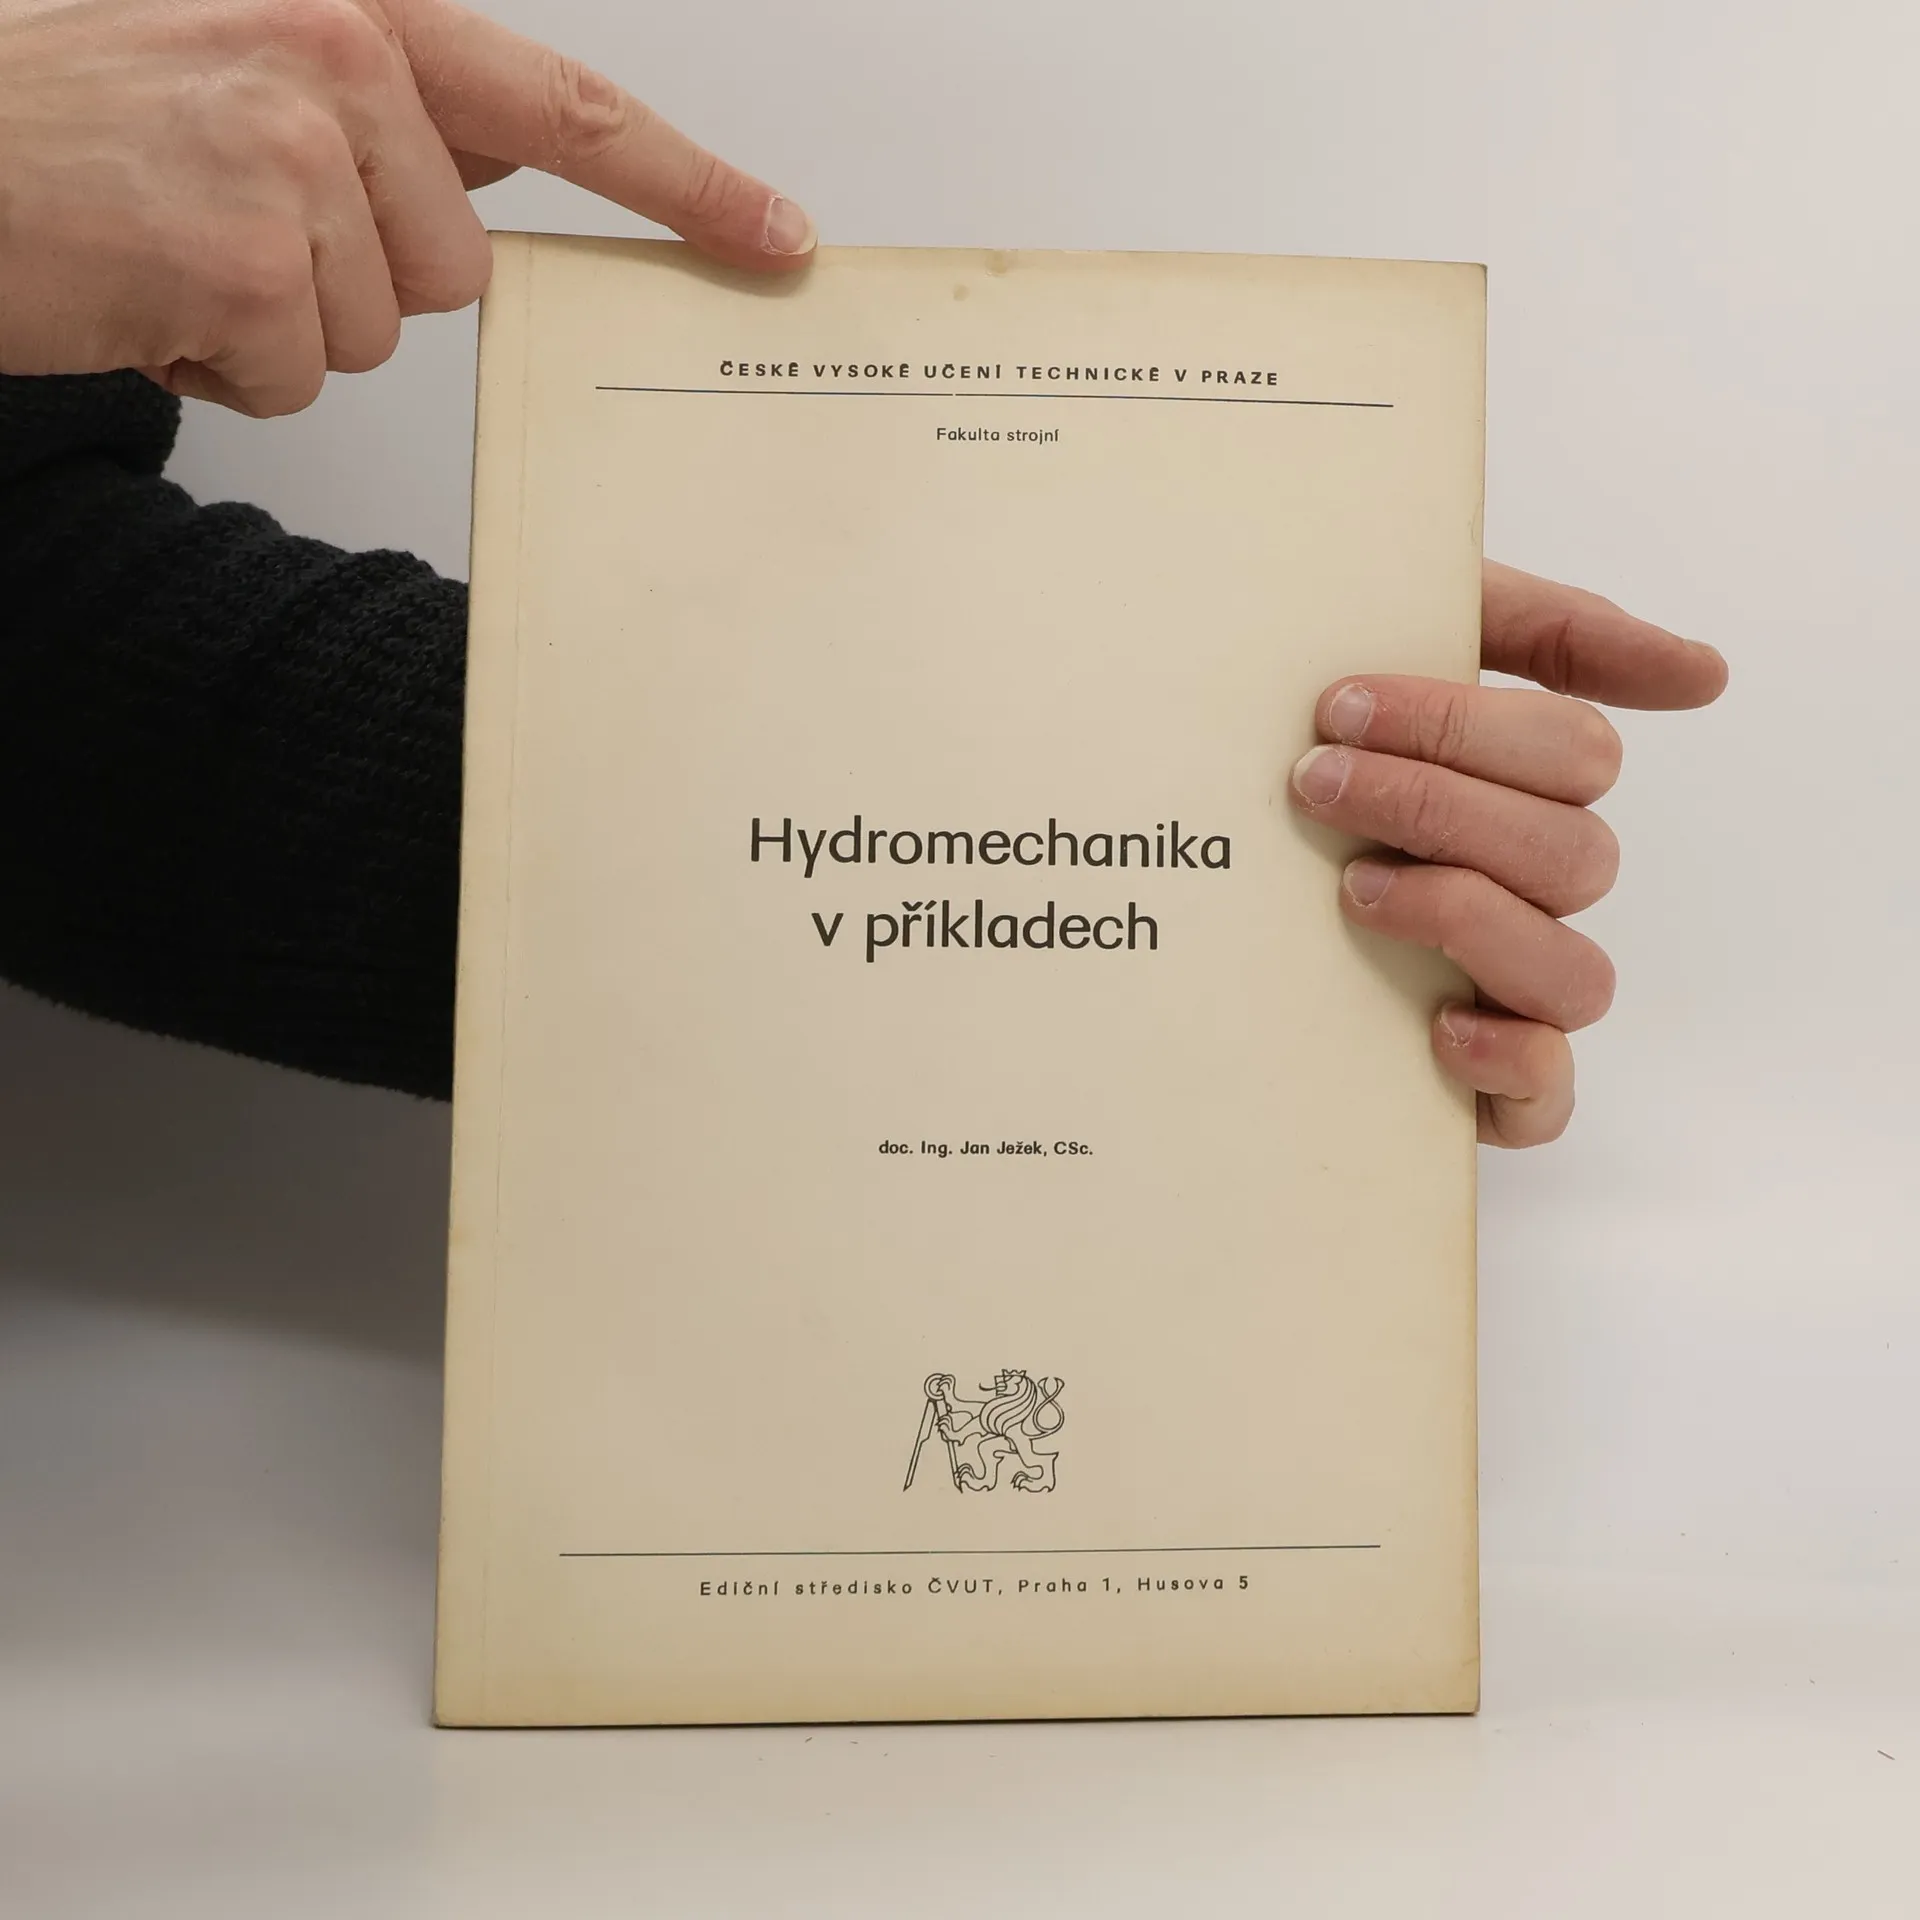 ČESKÉ VYSOKÉ UČENÍ TECHNICKÉ V PRAZE
Fakulta strojní
Hydromechanika
v příkladech
doc. Ing. Jan Ježek, CSc.
Ediční středisko ČVUT, Praha 1, Husova 5